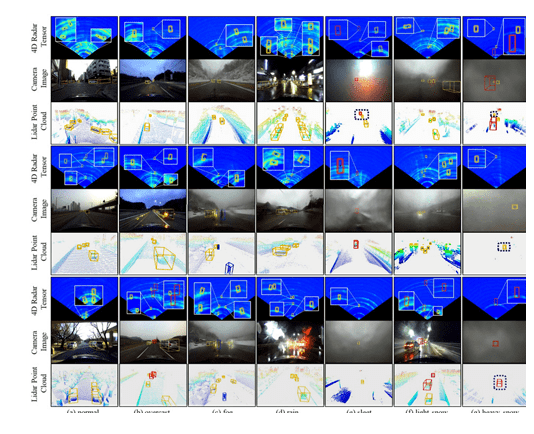 4D Radar
Tensor
Camera
Image
Lidar Point
Cloud
4D Radar
Tensor
Camera
Image
Lidar Point
Cloud
4D Radar
Tensor
Camera
Image
Lidar Point
Cloud
(a) normal (b) overcast (c) fog (d) rain (e) sleet (f) light snow (g) heavy snow